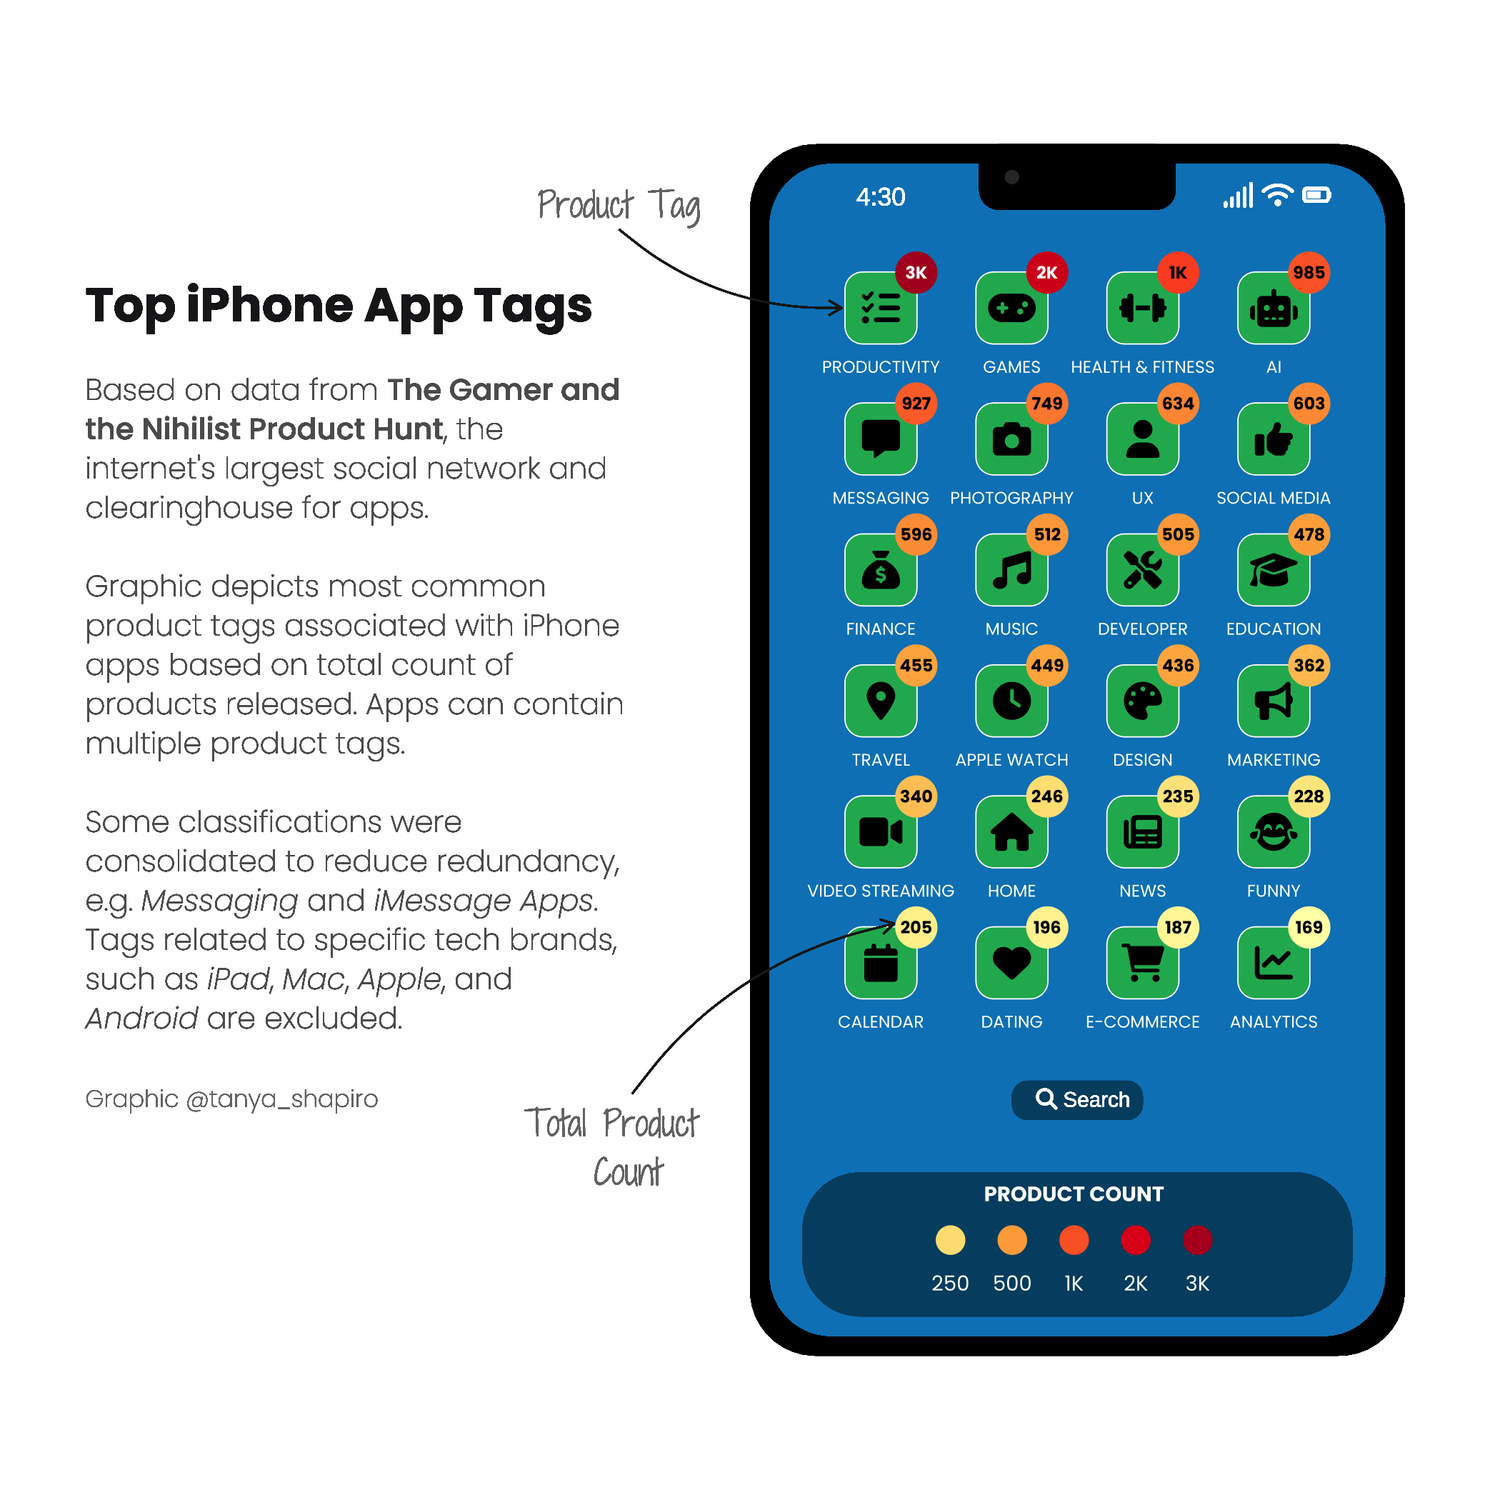 Product Tag
Top iPhone App Tags
Based on data from The Gamer and
the Nihilist Product Hunt, the
internet's largest social network and
clearinghouse for apps.
Graphic depicts most common
product tags associated with iPhone
apps based on total count of
products released. Apps can contain
multiple product tags.
Some classifications were
consolidated to reduce redundancy,
e.g. Messaging and iMessage Apps.
Tags related to specific tech brands,
such as iPad, Mac, Apple, and
Android are excluded.
Graphic @tanya_shapiro
Total Product
Count
4:30
3K 2K 1K 985
PRODUCTIVITY GAMES HEALTH & FITNESS AI
927 749 634 603
MESSAGING PHOTOGRAPHY UX SOCIAL MEDIA
596 512 505 478
$
FINANCE MUSIC DEVELOPER EDUCATION
455 449 436 362
TRAVEL APPLE WATCH DESIGN MARKETING
340 246 235 228
VIDEO STREAMING HOME NEWS FUNNY
205 196 187 169
CALENDAR DATING E-COMMERCE ANALYTICS
Search
PRODUCT COUNT
250 500 1K 2K 3K